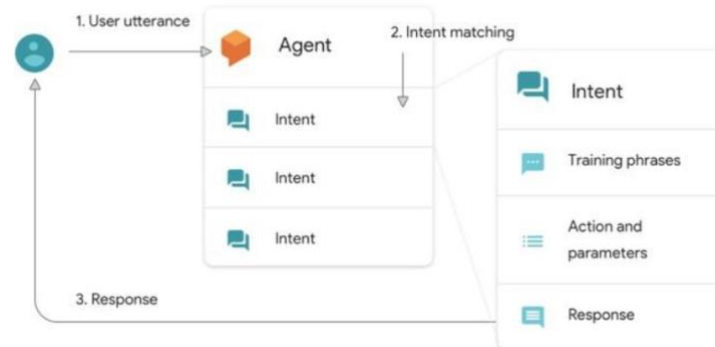 1. User utterance
Agent
2. Intent matching
Intent
Intent
Intent
Intent
Training phrases
Action and
parameters
Response
3. Response